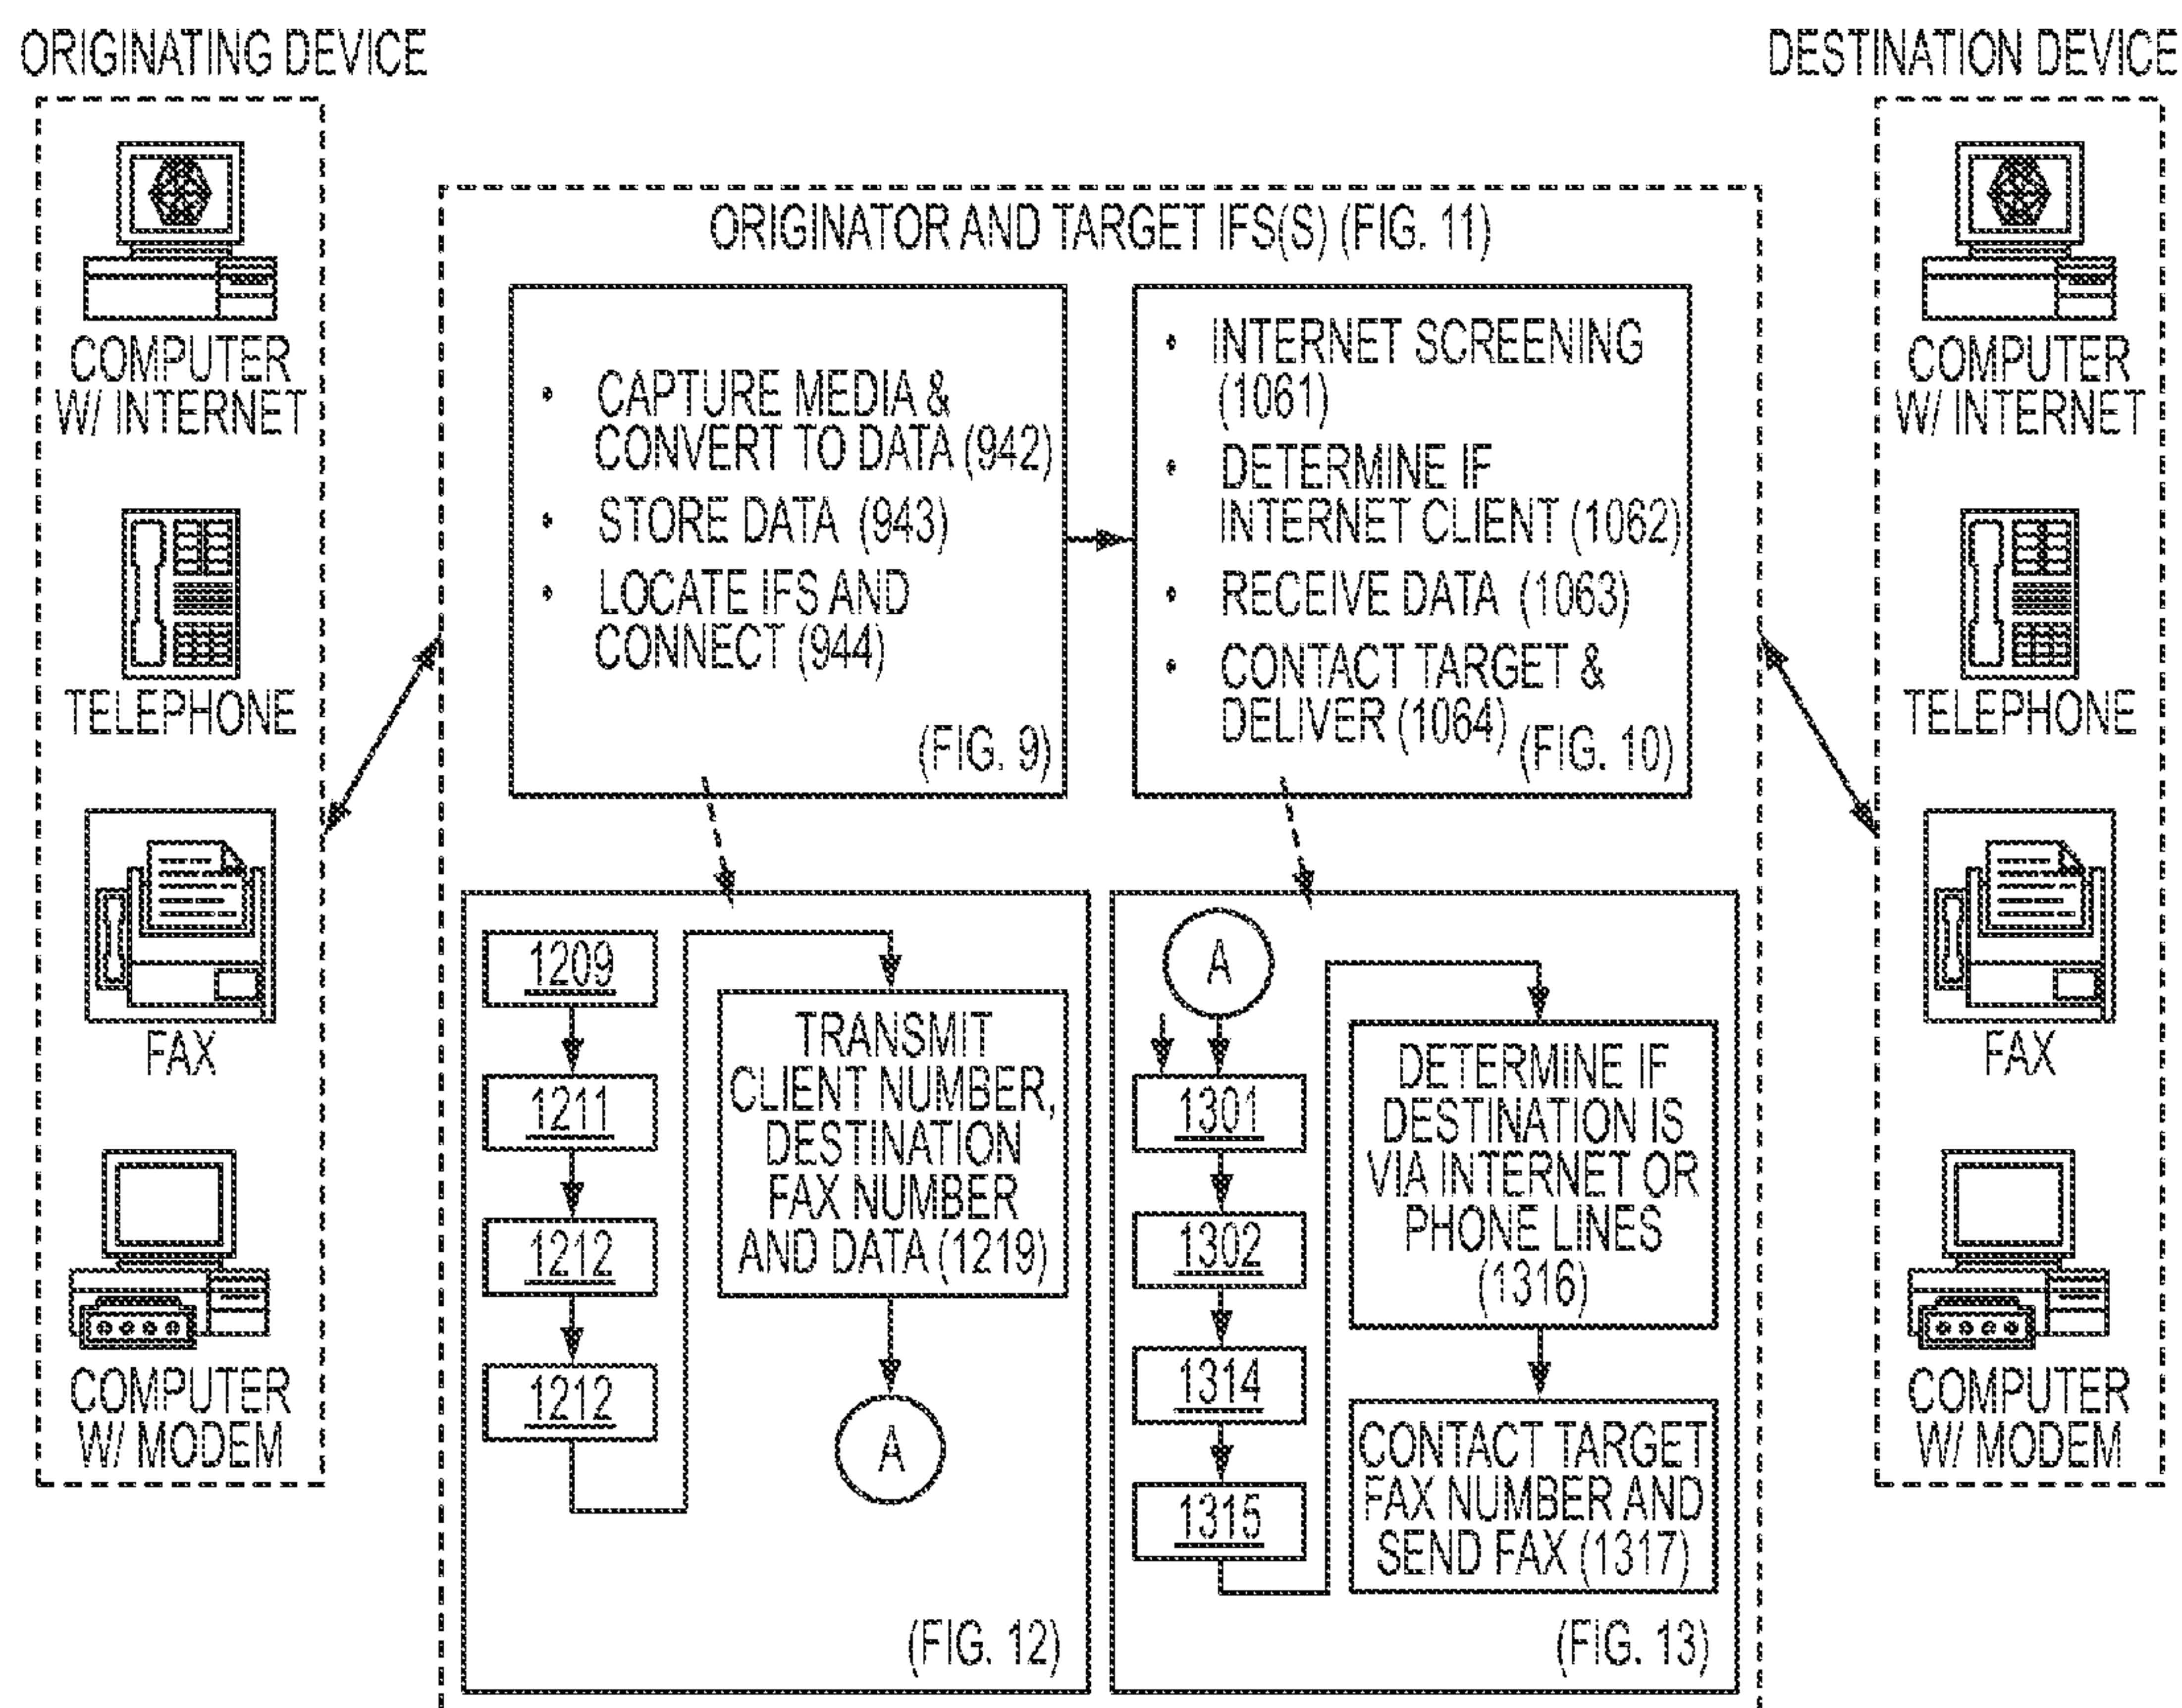 ORIGINATING DEVICE
COMPUTER
W/ INTERNET
TELEPHONE
FAX
COMPUTER
W/ MODEM
ORIGINATOR AND TARGET IFS(S) (FIG. 11)
• CAPTURE MEDIA &
CONVERT TO DATA (942)
• STORE DATA (943)
• LOCATE IFS AND
CONNECT (944)
(FIG. 9)
• INTERNET SCREENING
(1061)
• DETERMINE IF
INTERNET CLIENT (1062)
• RECEIVE DATA (1063)
• CONTACT TARGET &
DELIVER (1064)
(FIG. 10)
1209
1211
1212
1212
TRANSMIT
CLIENT NUMBER,
DESTINATION
FAX NUMBER
AND DATA (1219)
A
(FIG. 12)
A
1301
1302
1314
1315
DETERMINE IF
DESTINATION IS
VIA INTERNET OR
PHONE LINES
(1316)
CONTACT TARGET
FAX NUMBER AND
SEND FAX (1317)
(FIG. 13)
DESTINATION DEVICE
COMPUTER
W/ INTERNET
TELEPHONE
FAX
COMPUTER
W/ MODEM